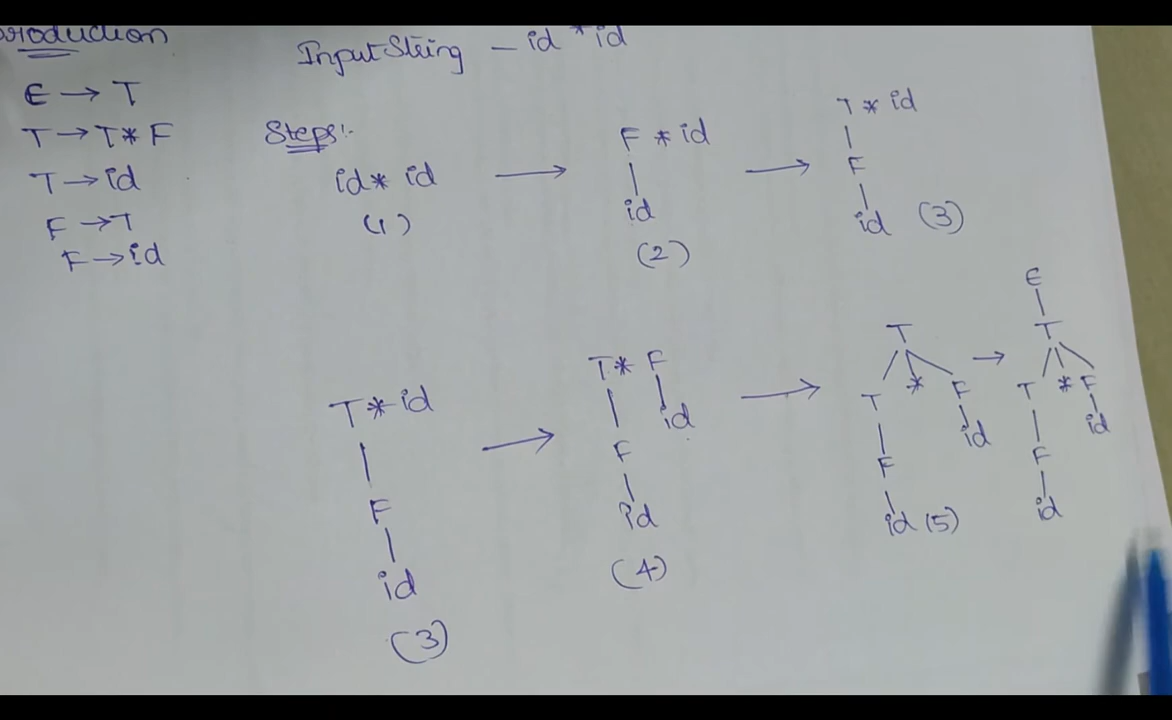 production
E → T
T → T * F
T → id
F → T
F → id
Input String – id * id
Steps:-
id * id
(1)
→
F * id
id
(2)
→
T * id
F
id (3)
T * id
F
id
(3)
→
T * F
id
F
id
(4)
→
T
T * F
id
F
id (5)
→
E
T
T * F
id
F
id